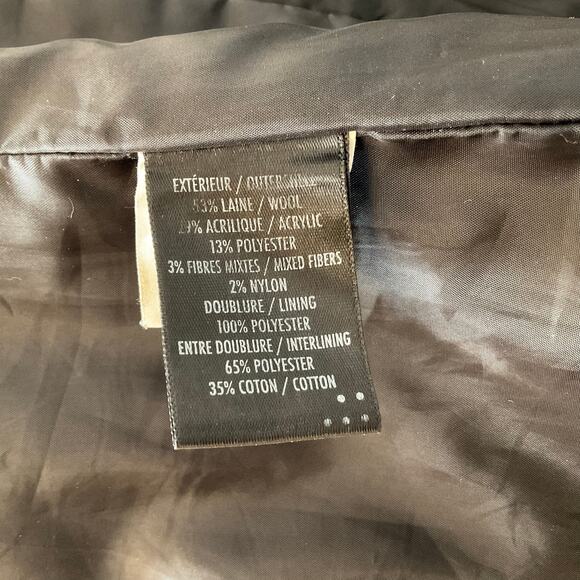 EXTÉRIEUR / OUTERSHELL
53% LAINE / WOOL
29% ACRILIQUE / ACRYLIC
13% POLYESTER
3% FIBRES MIXTES / MIXED FIBERS
2% NYLON
DOUBLURE / LINING
100% POLYESTER
ENTRE DOUBLURE / INTERLINING
65% POLYESTER
35% COTON / COTTON